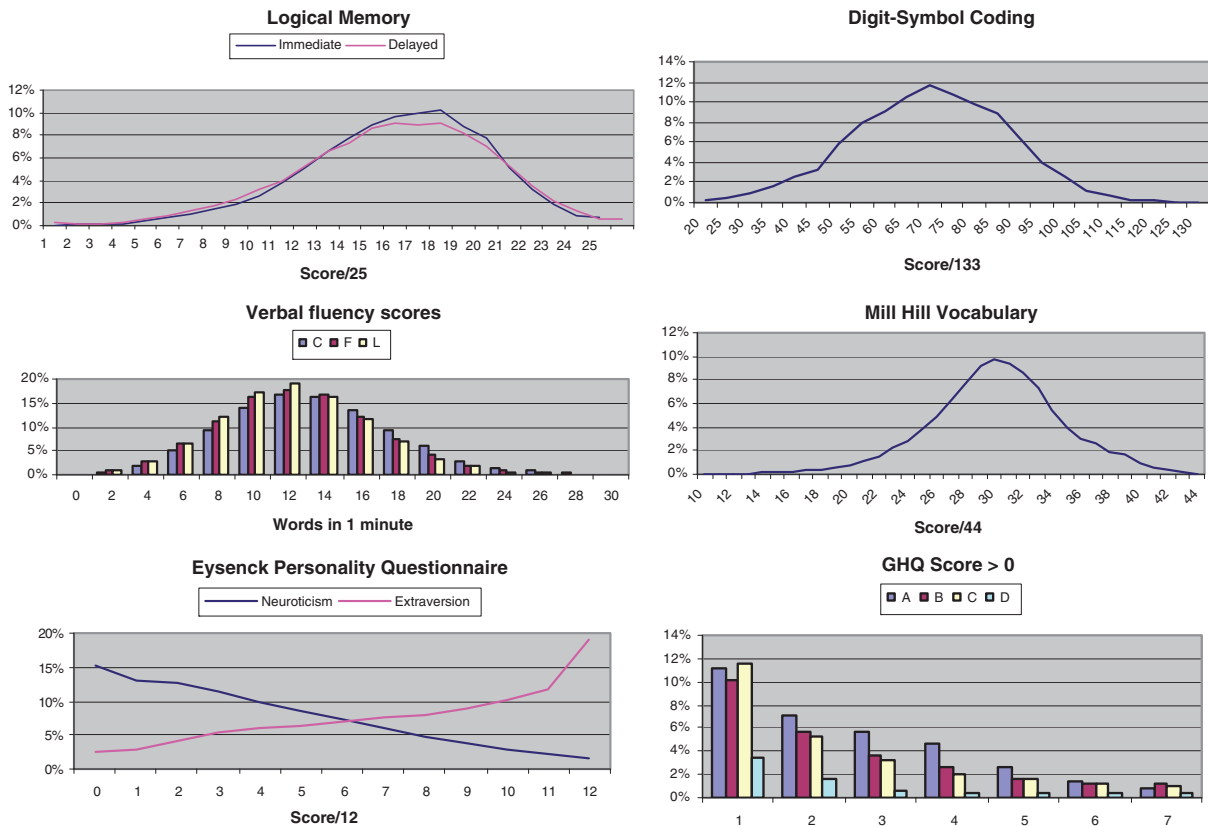 Logical Memory
Immediate Delayed
12%
10%
8%
6%
4%
2%
0%
1 2 3 4 5 6 7 8 9 10 11 12 13 14 15 16 17 18 19 20 21 22 23 24 25
Score/25
Digit-Symbol Coding
14%
12%
10%
8%
6%
4%
2%
0%
20 25 30 35 40 45 50 55 60 65 70 75 80 85 90 95 100 105 110 115 120 125 130
Score/133
Verbal fluency scores
C F L
20%
15%
10%
5%
0%
0 2 4 6 8 10 12 14 16 18 20 22 24 26 28 30
Words in 1 minute
Mill Hill Vocabulary
12%
10%
8%
6%
4%
2%
0%
10 12 14 16 18 20 22 24 26 28 30 32 34 36 38 40 42 44
Score/44
Eysenck Personality Questionnaire
Neuroticism Extraversion
20%
15%
10%
5%
0%
0 1 2 3 4 5 6 7 8 9 10 11 12
Score/12
GHQ Score > 0
A B C D
14%
12%
10%
8%
6%
4%
2%
0%
1 2 3 4 5 6 7